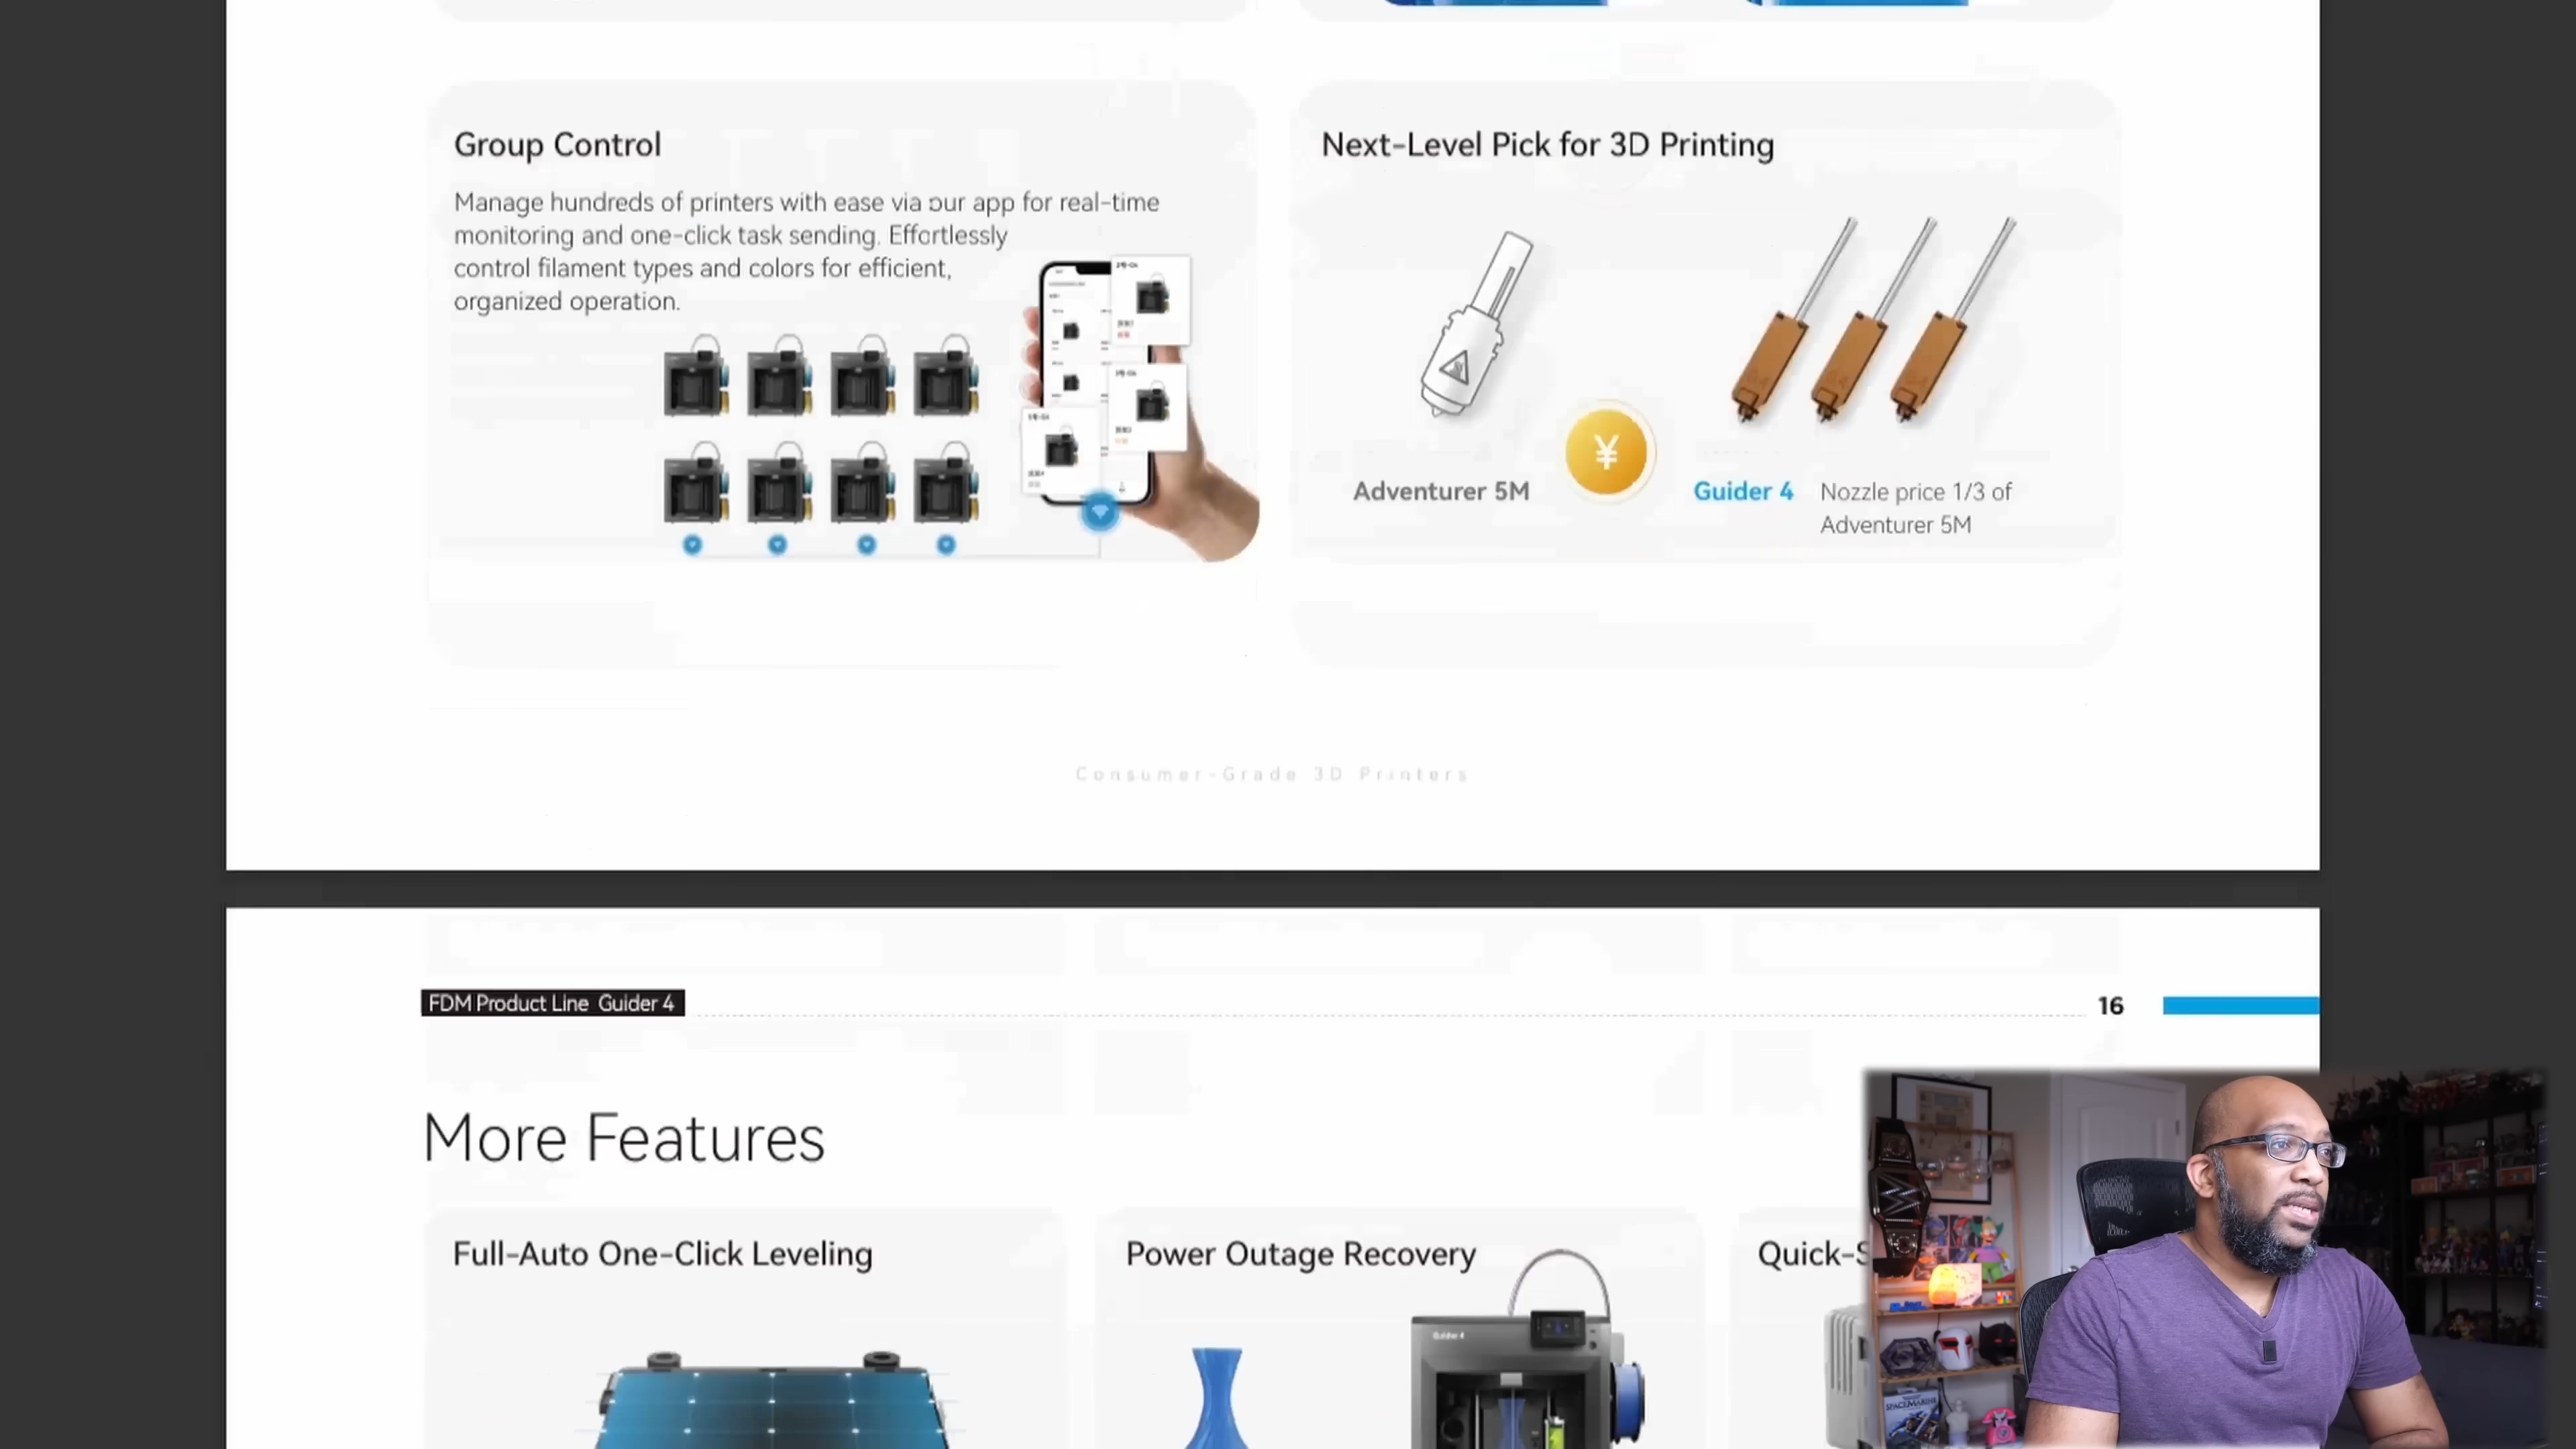 Group Control
Manage hundreds of printers with ease via our app for real-time
monitoring and one-click task sending. Effortlessly
control filament types and colors for efficient,
organized operation.
Next-Level Pick for 3D Printing
¥
Adventurer 5M
Guider 4
Nozzle price 1/3 of
Adventurer 5M
Consumer-Grade 3D Printers
FDM Product Line Guider 4
16
More Features
Full-Auto One-Click Leveling
Power Outage Recovery
Guider 4
Quick-S